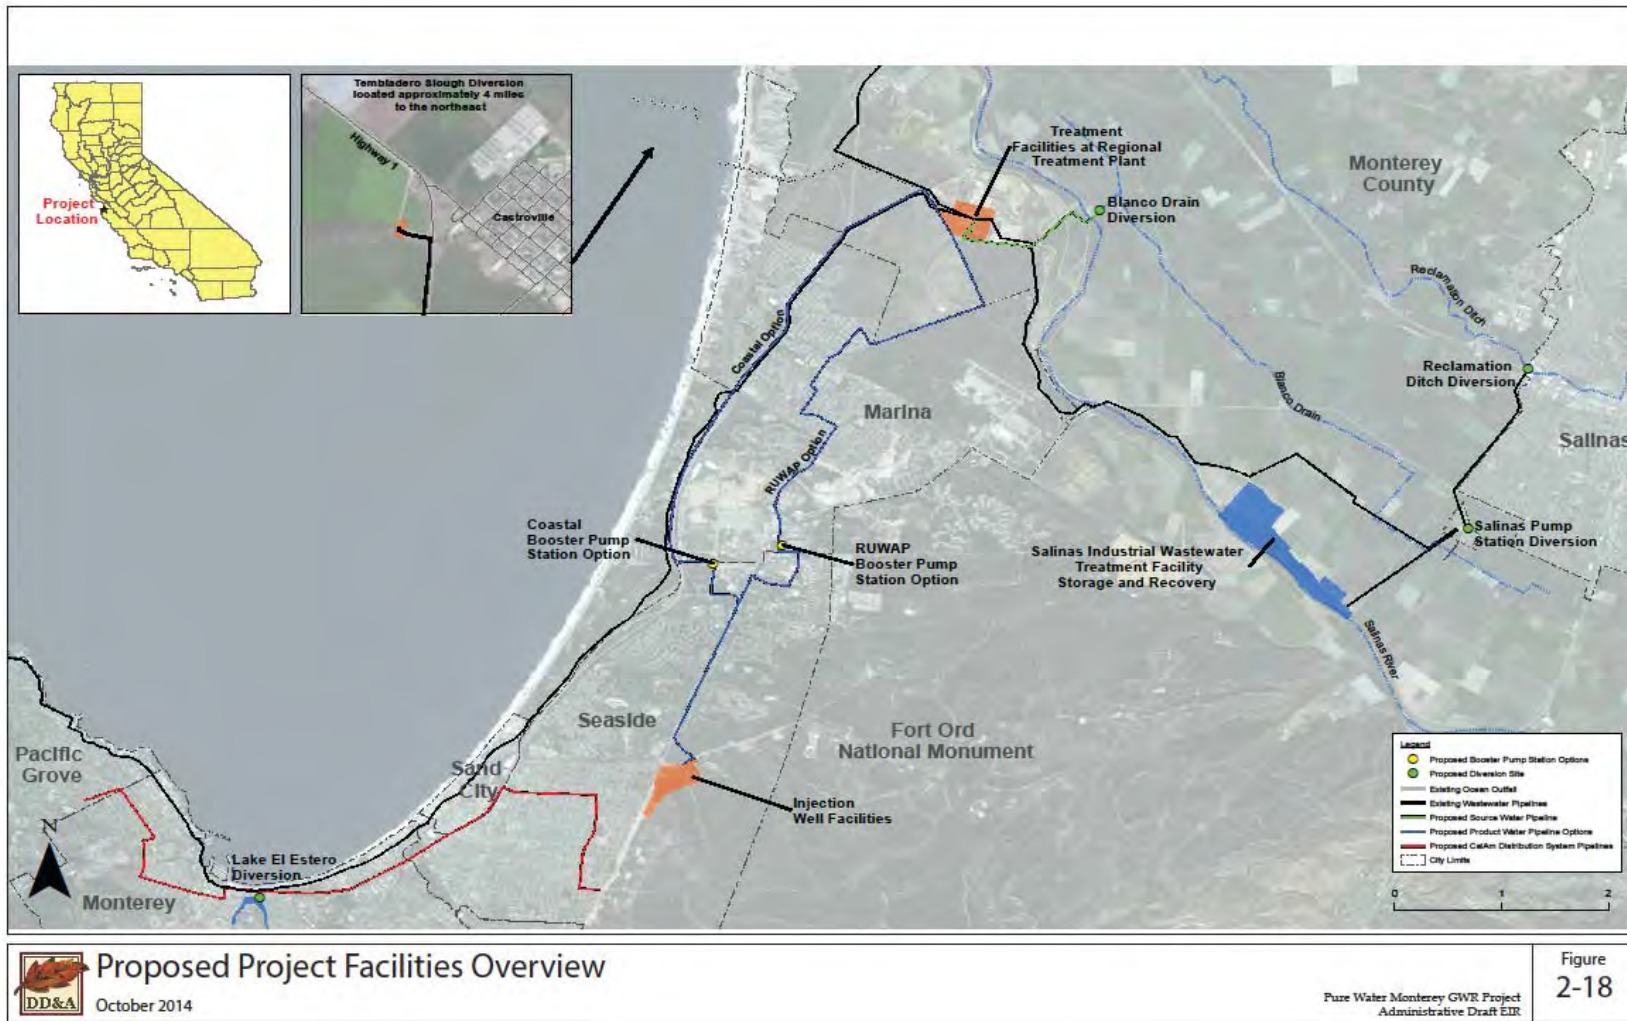 Project
Location
Tembladero Slough Diversion
located approximately 4 miles
to the northeast
Highway 1
Castroville
Treatment
Facilities at Regional
Treatment Plant
Monterey
County
Blanco Drain
Diversion
Reclamation Ditch
Coastal Option
Reclamation
Ditch Diversion
Blanco Drain
Marina
Salinas
RUWAP Option
Coastal
Booster Pump
Station Option
RUWAP
Booster Pump
Station Option
Salinas Industrial Wastewater
Treatment Facility
Storage and Recovery
Salinas Pump
Station Diversion
Salinas River
Seaside
Fort Ord
National Monument
Pacific
Grove
Sand
City
Injection
Well Facilities
N
Lake El Estero
Diversion
Monterey
Legend
Proposed Booster Pump Station Options
Proposed Diversion Site
Existing Ocean Outfall
Existing Wastewater Pipelines
Proposed Source Water Pipeline
Proposed Product Water Pipeline Options
Proposed CalAm Distribution System Pipelines
City Limits
0 1 2
DD&A
Proposed Project Facilities Overview
October 2014
Pure Water Monterey GWR Project
Administrative Draft EIR
Figure
2-18